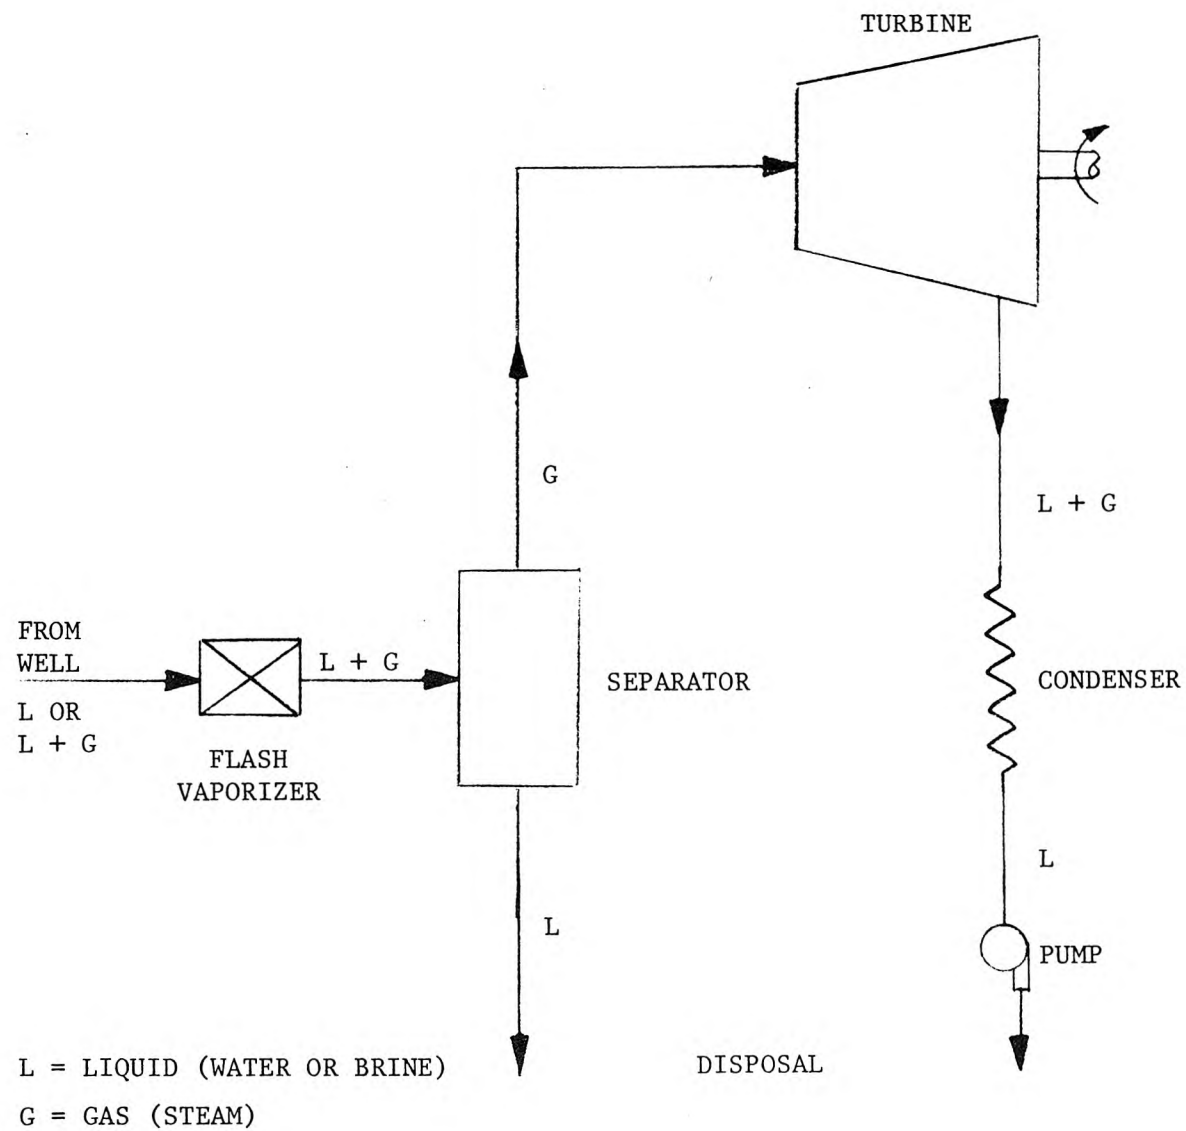 TURBINE
G
L + G
FROM
WELL
L + G
L OR
L + G
SEPARATOR
CONDENSER
FLASH
VAPORIZER
L
L
PUMP
L = LIQUID (WATER OR BRINE)
DISPOSAL
G = GAS (STEAM)